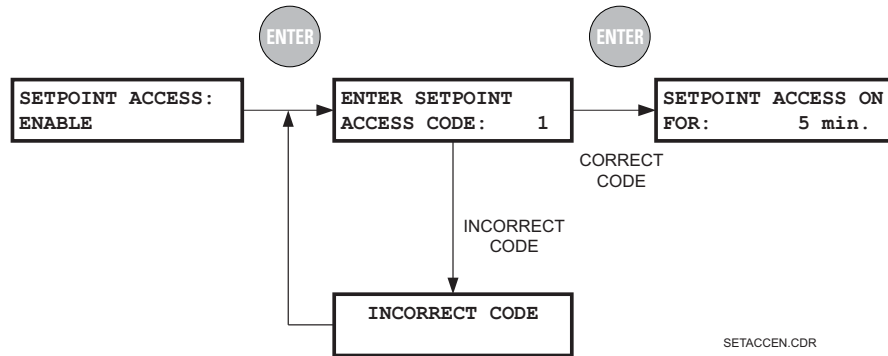 ENTER
ENTER
SETPOINT ACCESS:
ENABLE
ENTER SETPOINT
ACCESS CODE: 1
SETPOINT ACCESS ON
FOR: 5 min.
CORRECT
CODE
INCORRECT
CODE
INCORRECT CODE
SETACCEN.CDR